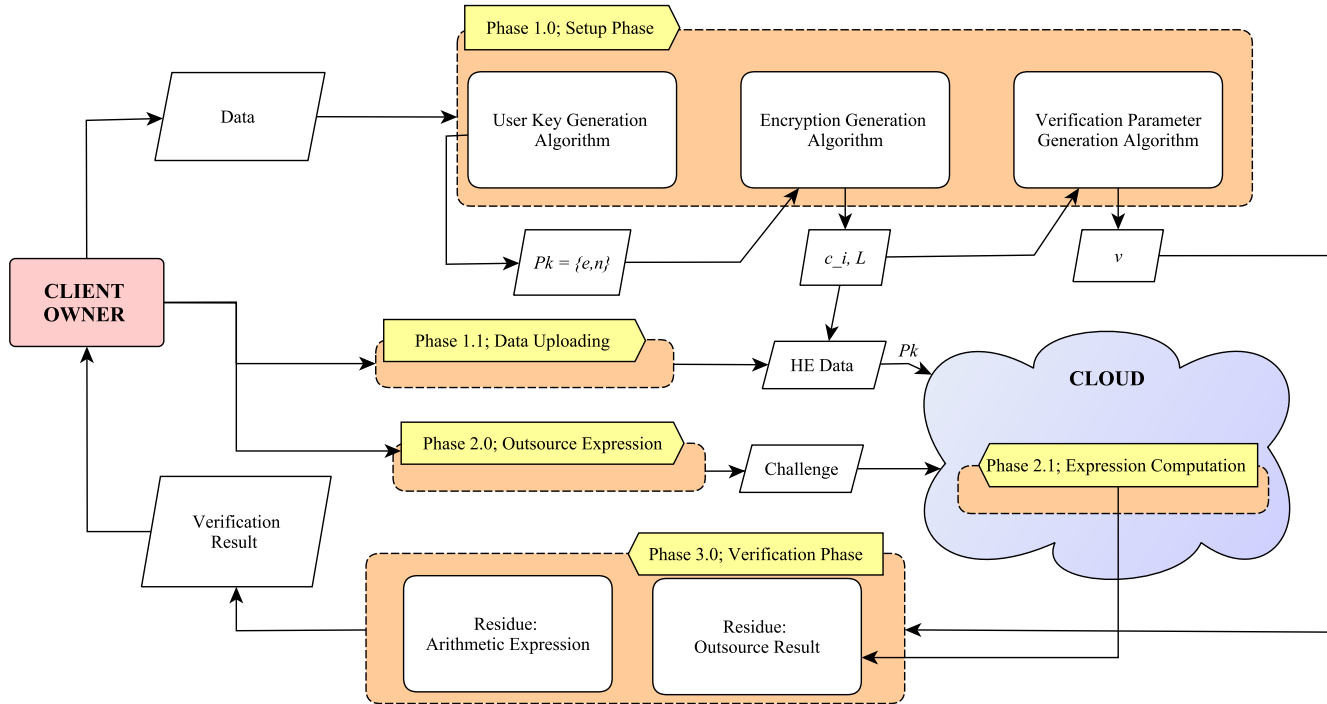 Phase 1.0; Setup Phase
Data
User Key Generation
Algorithm
Encryption Generation
Algorithm
Verification Parameter
Generation Algorithm
Pk = {e,n}
c_i, L
v
CLIENT
OWNER
Phase 1.1; Data Uploading
HE Data
Pk
CLOUD
Phase 2.0; Outsource Expression
Challenge
Phase 2.1; Expression Computation
Verification
Result
Phase 3.0; Verification Phase
Residue:
Arithmetic Expression
Residue:
Outsource Result